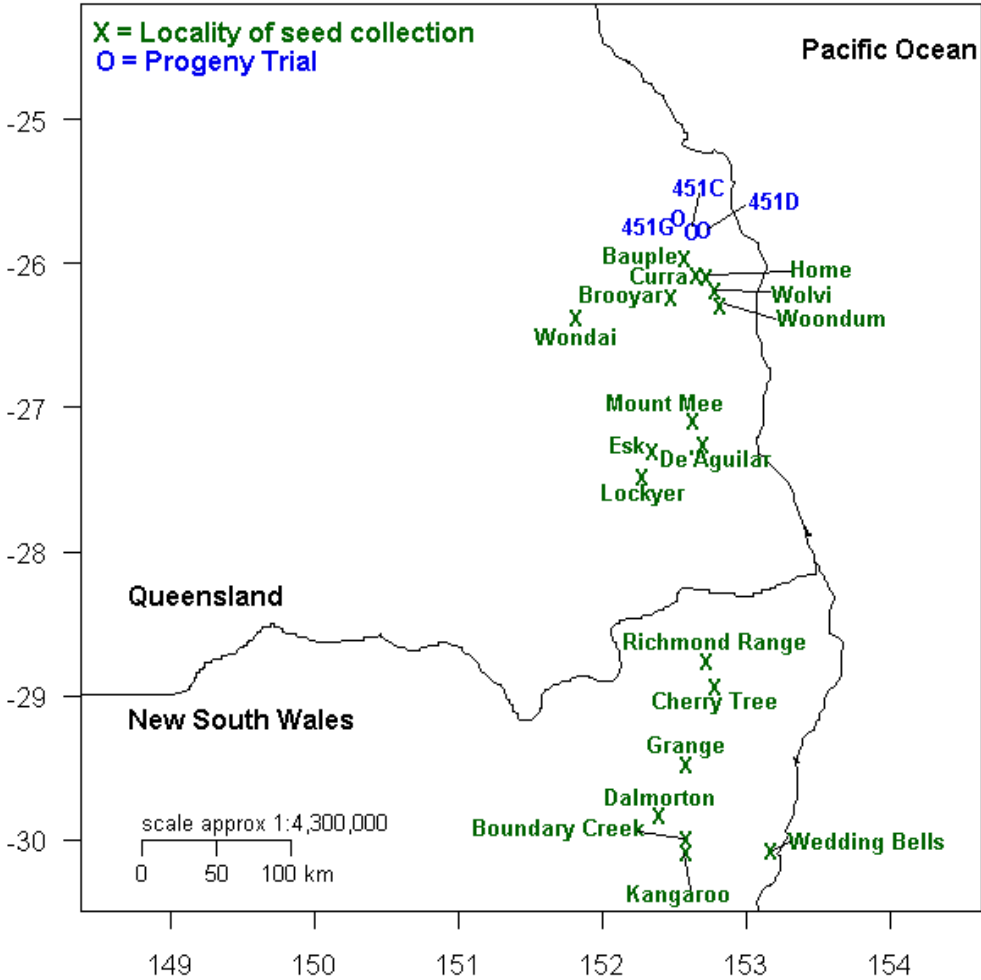 X = Locality of seed collection
O = Progeny Trial
Pacific Ocean
-25
451C
451D
451G
-26
Bauple
Curra
Home
Brooyar
Wolvi
Woondum
Wondai
-27
Mount Mee
Esk
De'Aguilar
Lockyer
-28
Queensland
Richmond Range
-29
Cherry Tree
New South Wales
Grange
Dalmorton
scale approx 1:4,300,000
Boundary Creek
-30
Wedding Bells
0 50 100 km
Kangaroo
149 150 151 152 153 154